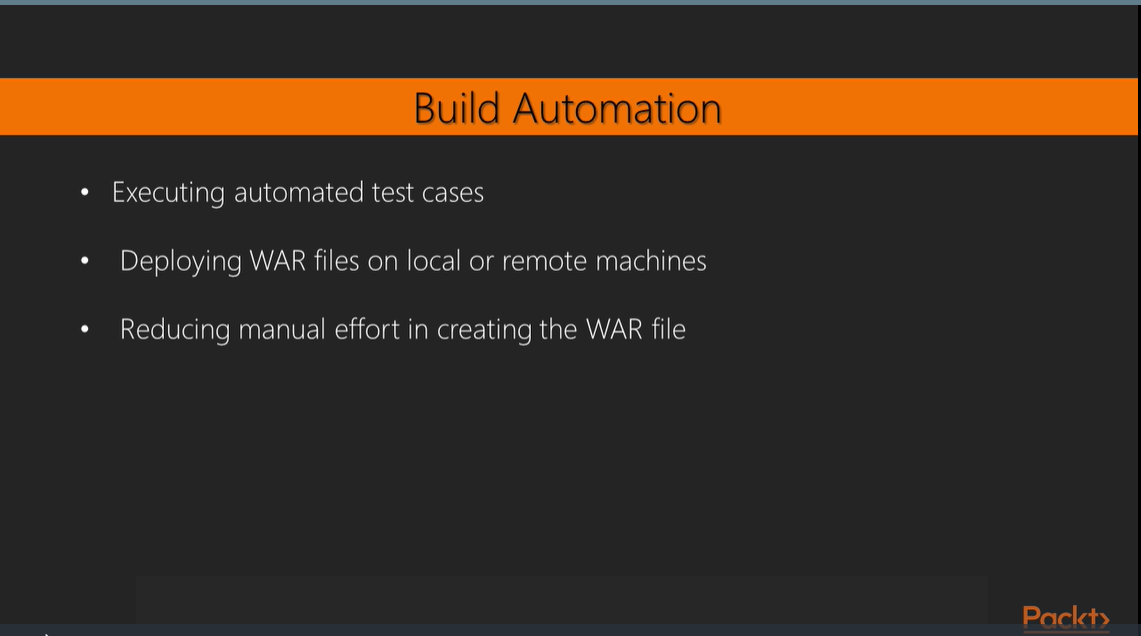 Build Automation
• Executing automated test cases
• Deploying WAR files on local or remote machines
• Reducing manual effort in creating the WAR file
Packt>